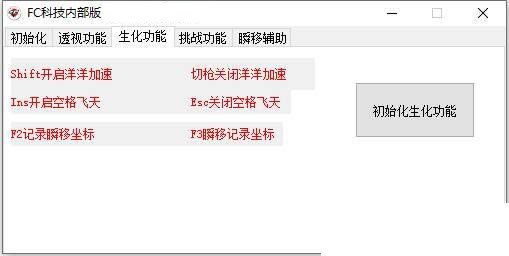 FC科技内部版
初始化 透视功能 生化功能 挑战功能 瞬移辅助
Shift开启洋洋加速 切枪关闭洋洋加速
Ins开启空格飞天 Esc关闭空格飞天
初始化生化功能
F2记录瞬移坐标 F3瞬移记录坐标